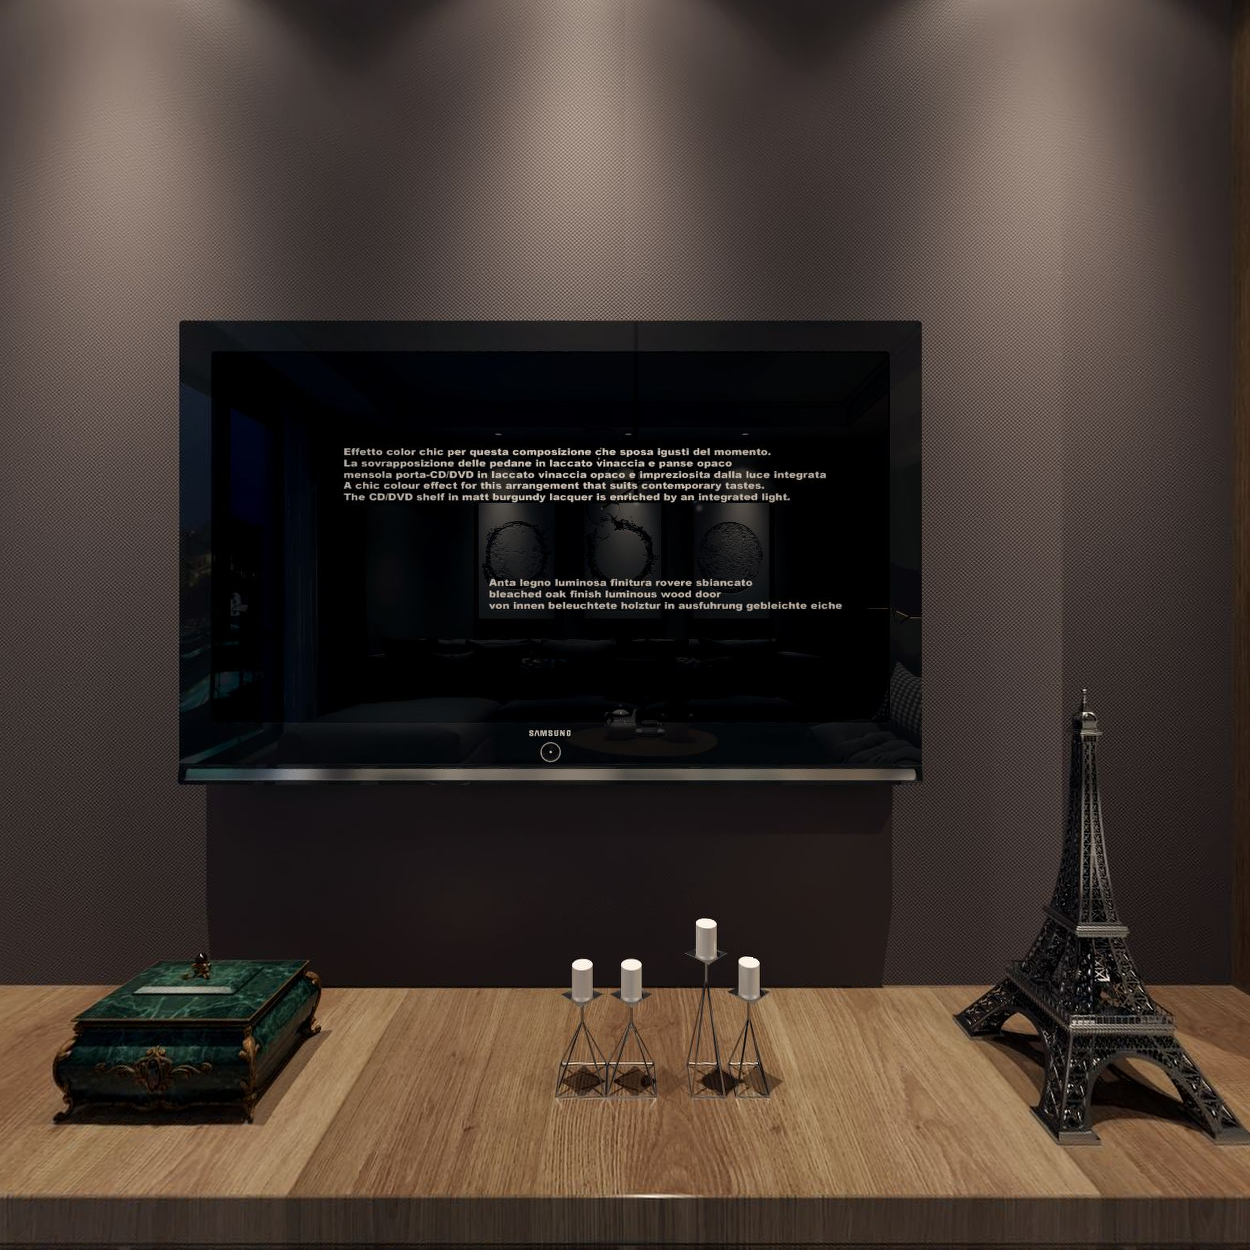 Effetto color chic per questa composizione che sposa igusti del momento.
La sovrapposizione delle pedane in laccato vinaccia e panse opaco
mensola porta-CD/DVD in laccato vinaccia opaco e impreziosita dalla luce integrata
A chic colour effect for this arrangement that suits contemporary tastes.
The CD/DVD shelf in matt burgundy lacquer is enriched by an integrated light.
Anta legno luminosa finitura rovere sbiancato
bleached oak finish luminous wood door
von innen beleuchtete holztur in ausfuhrung gebleichte eiche
SAMSUNG